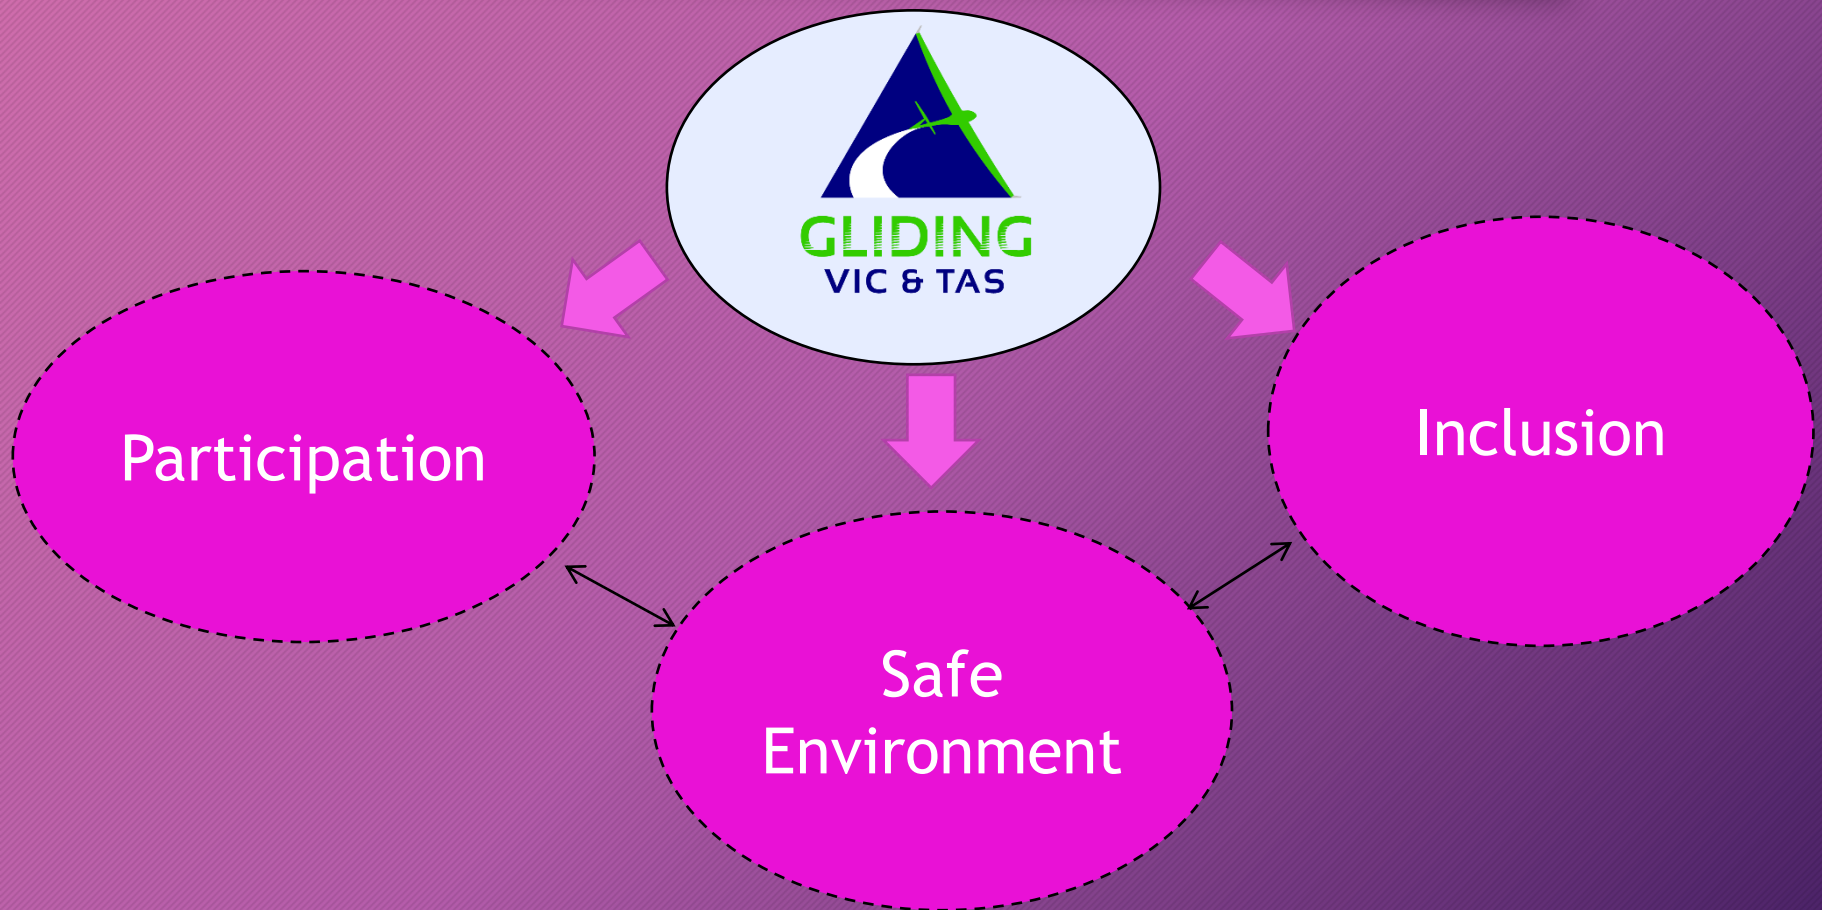 GLIDING
VIC & TAS
Participation
Inclusion
Safe
Environment